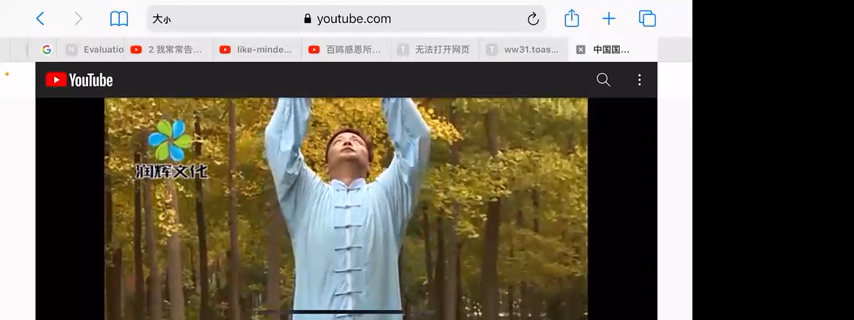 大小 youtube.com
G N Evaluatio 2 我常常告... like-minde... 百鸣感恩所... T 无法打开网页 T ww31.toas... 中国国...
YouTube
润辉文化